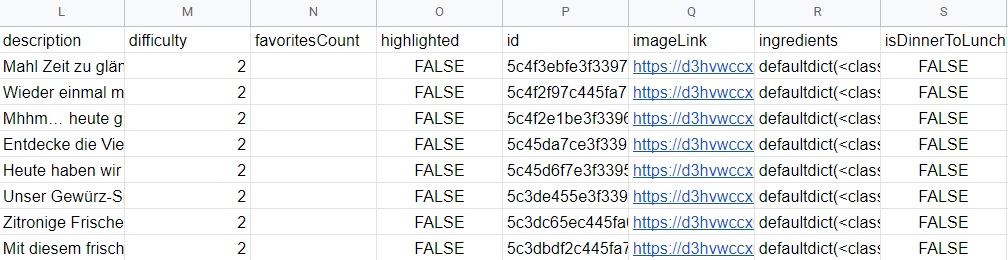 L M N O P Q R S
description difficulty favoritesCount highlighted id imageLink ingredients isDinnerToLunch
Mahl Zeit zu glän 2 FALSE 5c4f3ebfe3f3397 https://d3hvwccx defaultdict(<class FALSE
Wieder einmal m 2 FALSE 5c4f2f97c445fa7 https://d3hvwccx defaultdict(<class FALSE
Mhhm… heute g 2 FALSE 5c4f2e1be3f3396 https://d3hvwccx defaultdict(<class FALSE
Entdecke die Vie 2 FALSE 5c45da7ce3f339 https://d3hvwccx defaultdict(<class FALSE
Heute haben wir 2 FALSE 5c45d6f7e3f3395 https://d3hvwccx defaultdict(<class FALSE
Unser Gewürz-S 2 FALSE 5c3de455e3f339 https://d3hvwccx defaultdict(<class FALSE
Zitronige Frische 2 FALSE 5c3dc65ec445fa https://d3hvwccx defaultdict(<class FALSE
Mit diesem frisch 2 FALSE 5c3dbdf2c445fa7 https://d3hvwccx defaultdict(<class FALSE